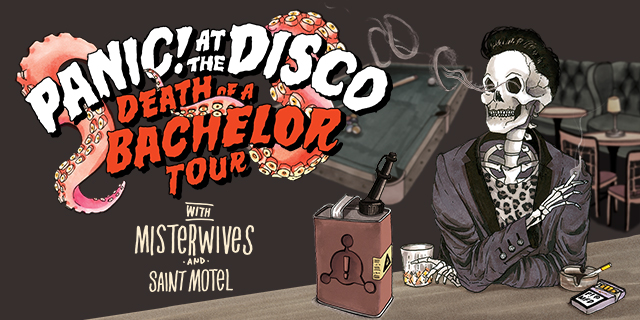 PANIC! AT THE DISCO
DEATH OF A
BACHELOR
TOUR
WITH
MISTERWIVES
AND
SAINT MOTEL